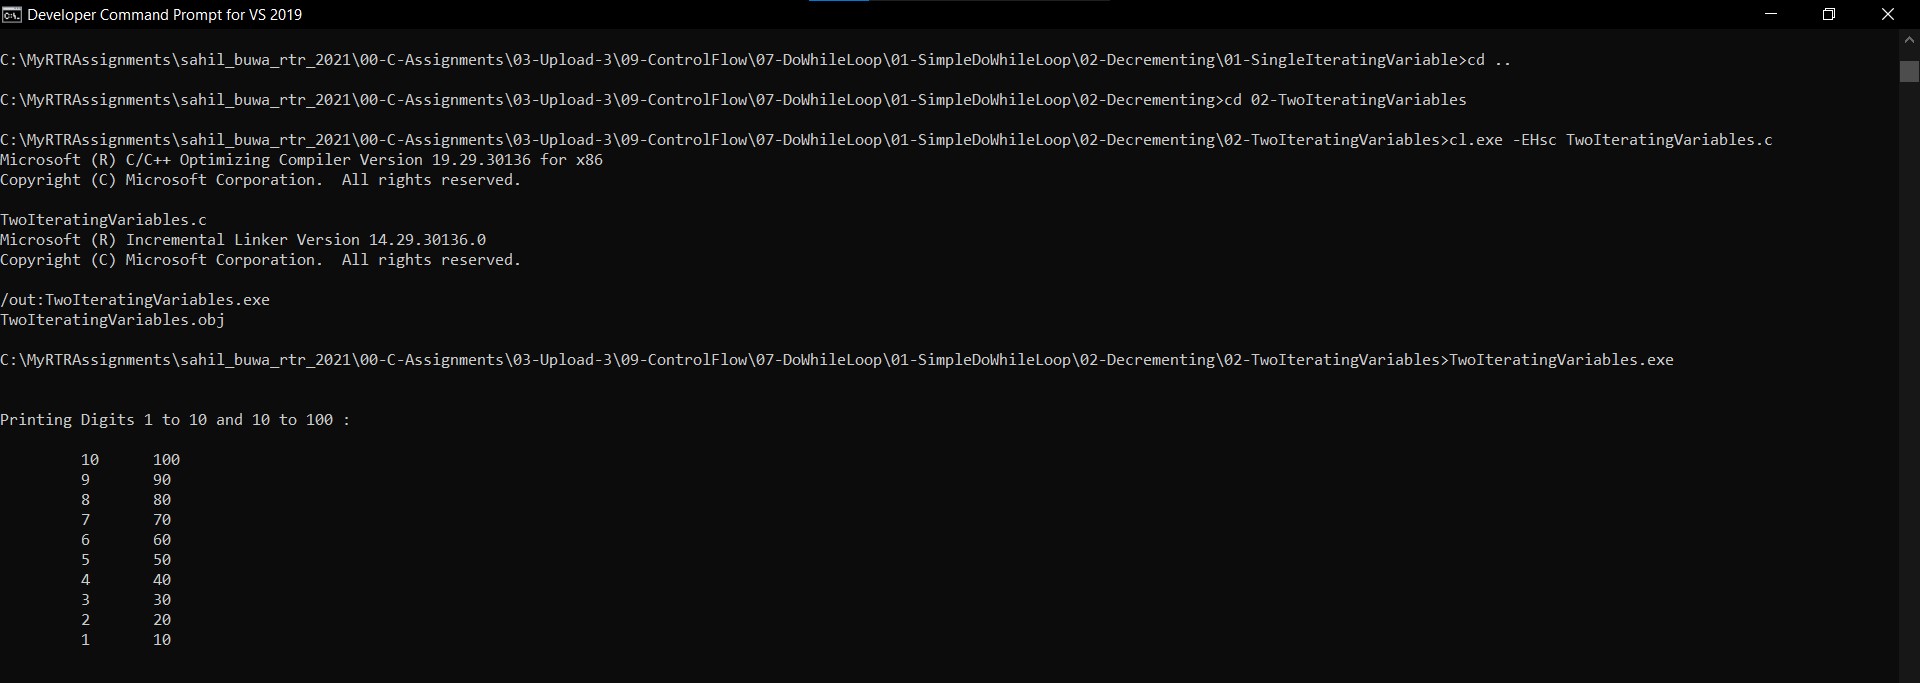 Developer Command Prompt for VS 2019
C:\MyRTRAssignments\sahil_buwa_rtr_2021\00-C-Assignments\03-Upload-3\09-ControlFlow\07-DoWhileLoop\01-SimpleDoWhileLoop\02-Decrementing\01-SingleIteratingVariable>cd ..
C:\MyRTRAssignments\sahil_buwa_rtr_2021\00-C-Assignments\03-Upload-3\09-ControlFlow\07-DoWhileLoop\01-SimpleDoWhileLoop\02-Decrementing>cd 02-TwoIteratingVariables
C:\MyRTRAssignments\sahil_buwa_rtr_2021\00-C-Assignments\03-Upload-3\09-ControlFlow\07-DoWhileLoop\01-SimpleDoWhileLoop\02-Decrementing\02-TwoIteratingVariables>cl.exe -EHsc TwoIteratingVariables.c
Microsoft (R) C/C++ Optimizing Compiler Version 19.29.30136 for x86
Copyright (C) Microsoft Corporation.  All rights reserved.
TwoIteratingVariables.c
Microsoft (R) Incremental Linker Version 14.29.30136.0
Copyright (C) Microsoft Corporation.  All rights reserved.
/out:TwoIteratingVariables.exe
TwoIteratingVariables.obj
C:\MyRTRAssignments\sahil_buwa_rtr_2021\00-C-Assignments\03-Upload-3\09-ControlFlow\07-DoWhileLoop\01-SimpleDoWhileLoop\02-Decrementing\02-TwoIteratingVariables>TwoIteratingVariables.exe
Printing Digits 1 to 10 and 10 to 100 :
10 100
9 90
8 80
7 70
6 60
5 50
4 40
3 30
2 20
1 10